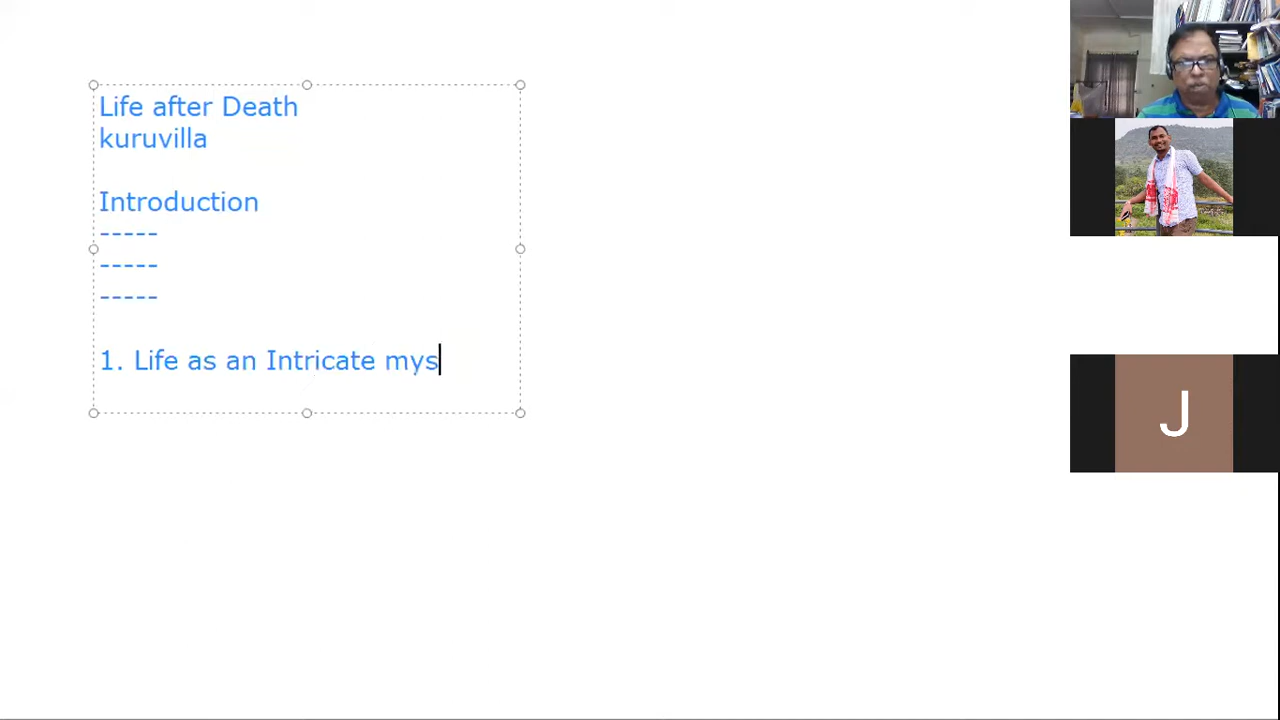 Life after Death
kuruvilla
Introduction
-----
-----
-----
1. Life as an Intricate mys
J